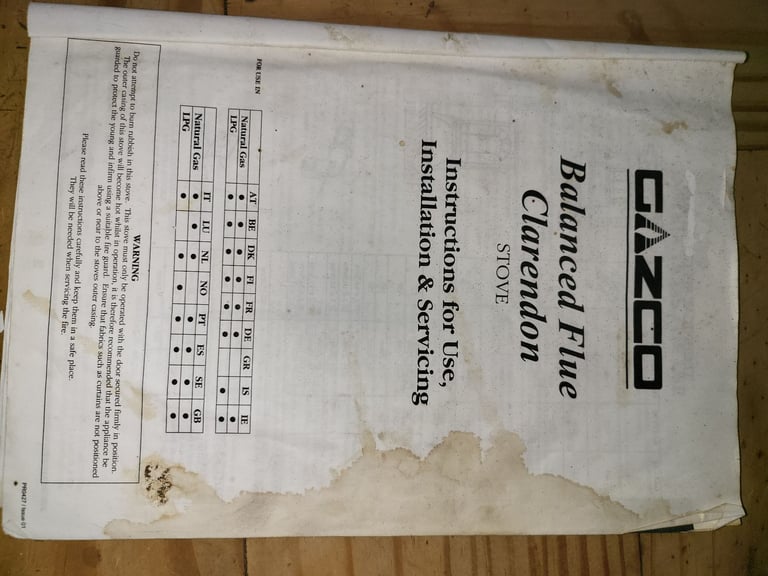 GAZCO
Balanced Flue
Clarendon
STOVE
Instructions for Use,
Installation & Servicing
FOR USE IN
AT BE DK FI FR DE GR IS IE
Natural Gas • • • • • • •
LPG • • • • • • • •
IT LU NL NO PT ES SE GB
Natural Gas • • • • • • •
LPG • • • • • • •
WARNING
Do not attempt to burn rubbish in this stove. This stove must only be operated with the door secured firmly in position.
The outer casing of this stove will become hot whilst in operation, it is therefore recommended that the appliance be
guarded to protect the young and infirm using a suitable fire guard. Ensure that fabrics such as curtains are not positioned
above or near to the stoves outer casing.
Please read these instructions carefully and keep them in a safe place.
They will be needed when servicing the fire.
PR0427 / Issue 01